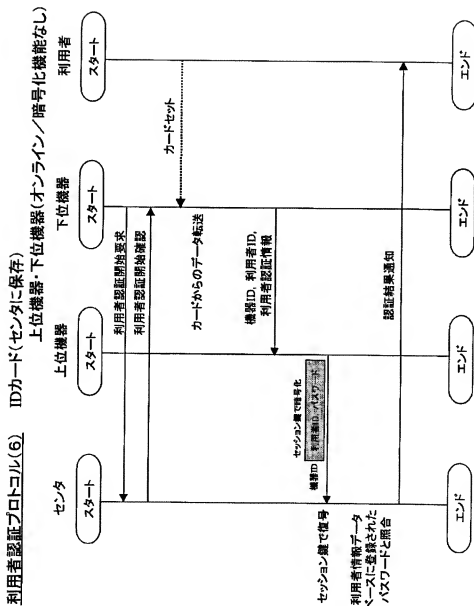 利用者認証プロトコル(6) IDカード(センタに保存)
上位機器・下位機器(オンライン/暗号化機能なし)
センタ
上位機器
下位機器
利用者
スタート
スタート
スタート
スタート
利用者認証開始要求
利用者認証開始確認
カードセット
カードからのデータ転送
機器ID, 利用者ID,
利用者認証情報
セッション鍵で暗号化
機器ID
利用者ID、パスワード
セッション鍵で復号
利用者情報データ
ベースに登録された
パスワードと照合
認証結果通知
エンド
エンド
エンド
エンド